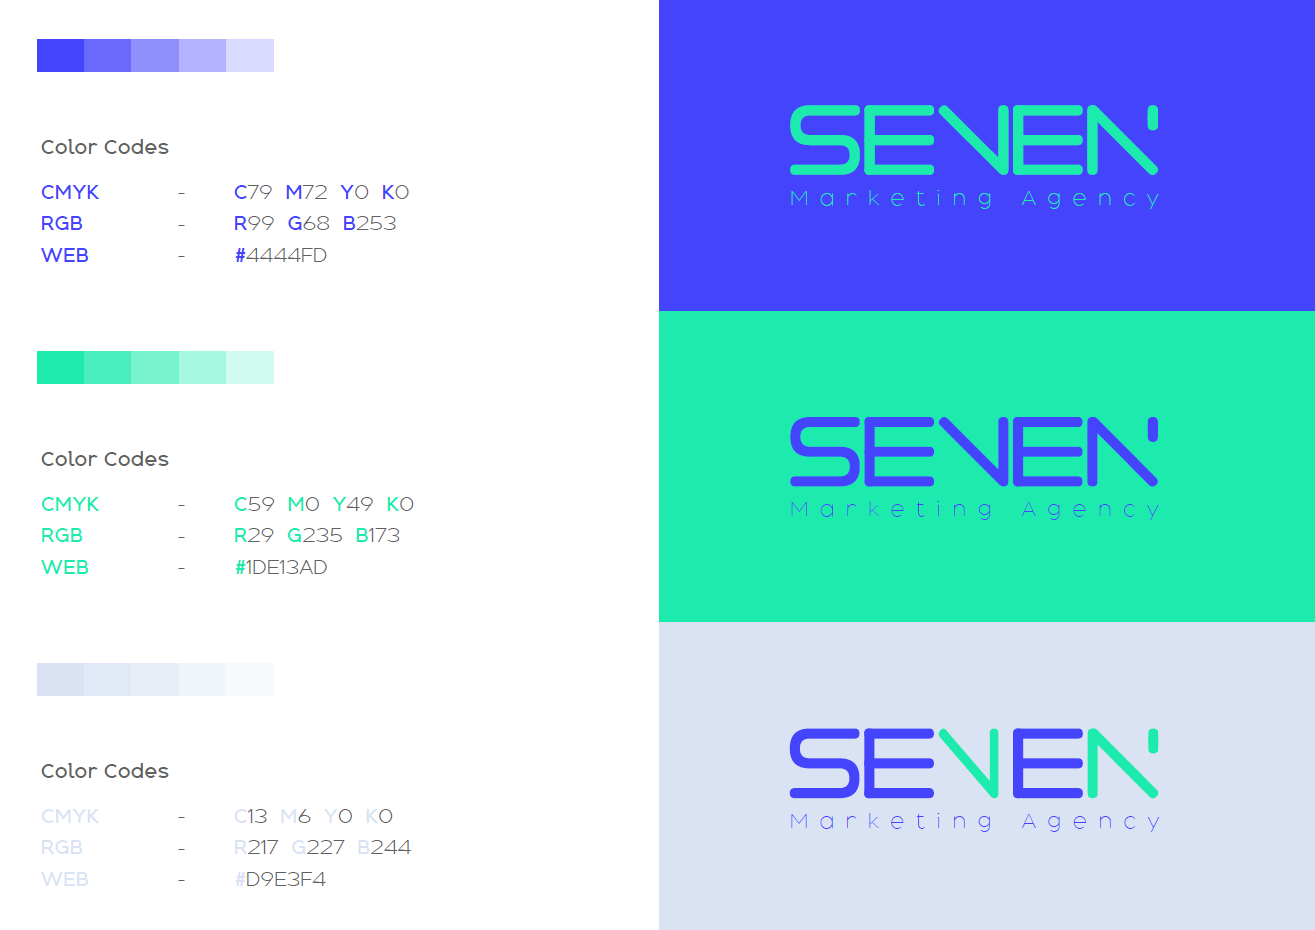 Color Codes
CMYK - C79 M72 Y0 K0
RGB - R99 G68 B253
WEB - #4444FD
SEVEN
Marketing Agency
Color Codes
CMYK - C59 M0 Y49 K0
RGB - R29 G235 B173
WEB - #1DE13AD
SEVEN
Marketing Agency
Color Codes
CMYK - C13 M6 Y0 K0
RGB - R217 G227 B244
WEB - #D9E3F4
SEVEN
Marketing Agency